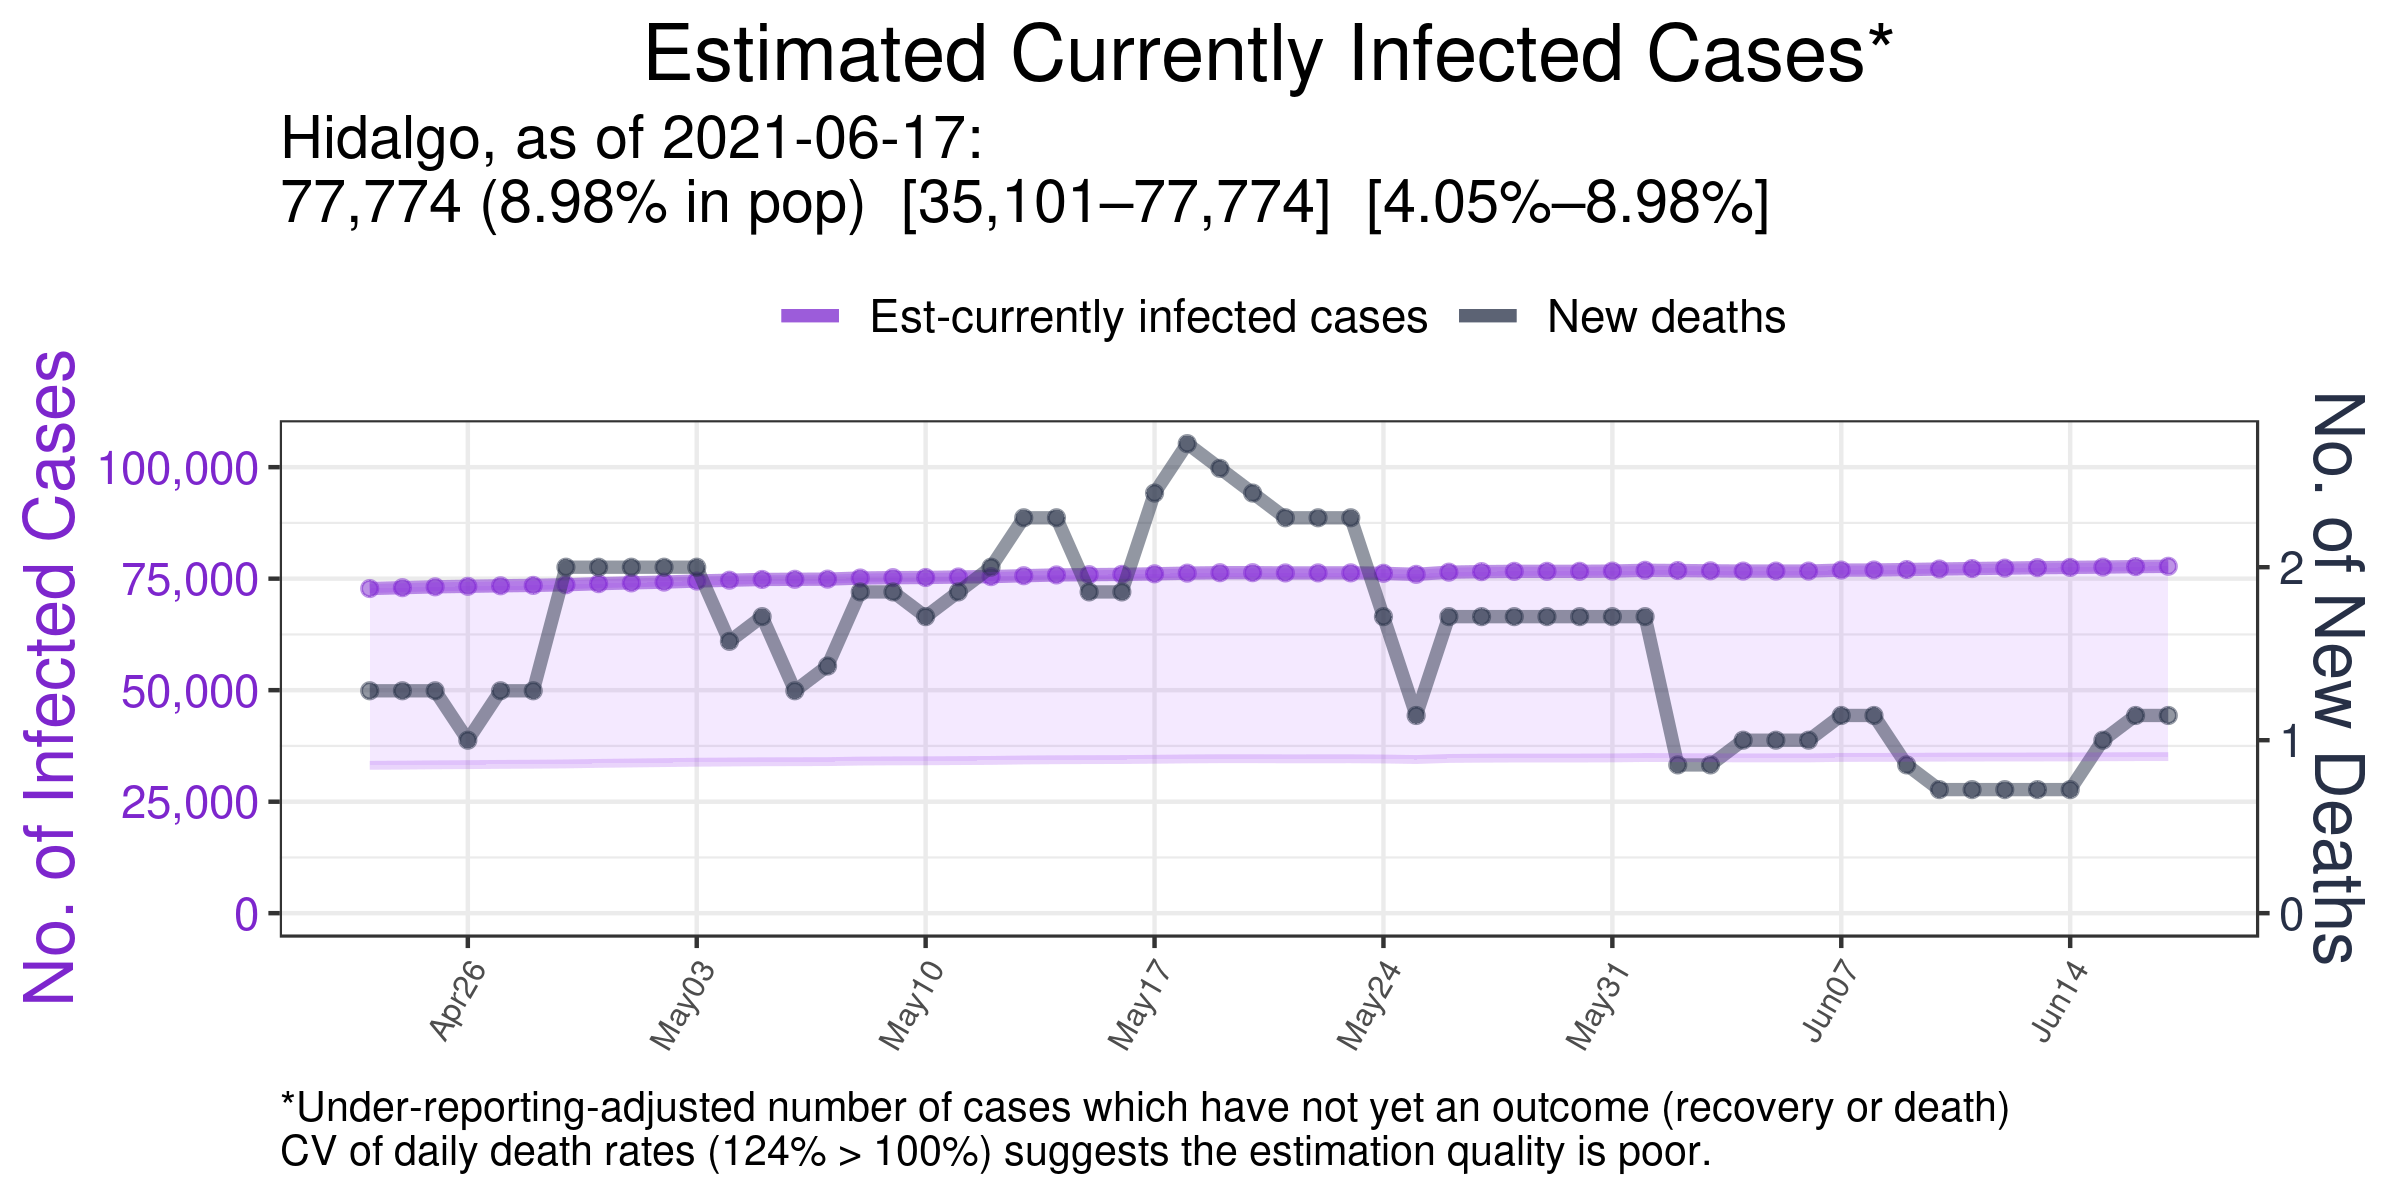 Estimated Currently Infected Cases*
Hidalgo, as of 2021-06-17:
77,774 (8.98% in pop)  [35,101–77,774]  [4.05%–8.98%]
Est-currently infected cases
New deaths
No. of Infected Cases
100,000
75,000
50,000
25,000
0
No. of New Deaths
2
1
0
Apr26
May03
May10
May17
May24
May31
Jun07
Jun14
*Under-reporting-adjusted number of cases which have not yet an outcome (recovery or death)
CV of daily death rates (124% > 100%) suggests the estimation quality is poor.